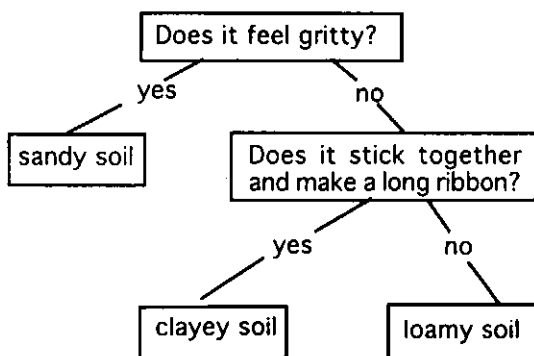 Does it feel gritty?
yes
no
sandy soil
Does it stick together
and make a long ribbon?
yes
no
clayey soil
loamy soil